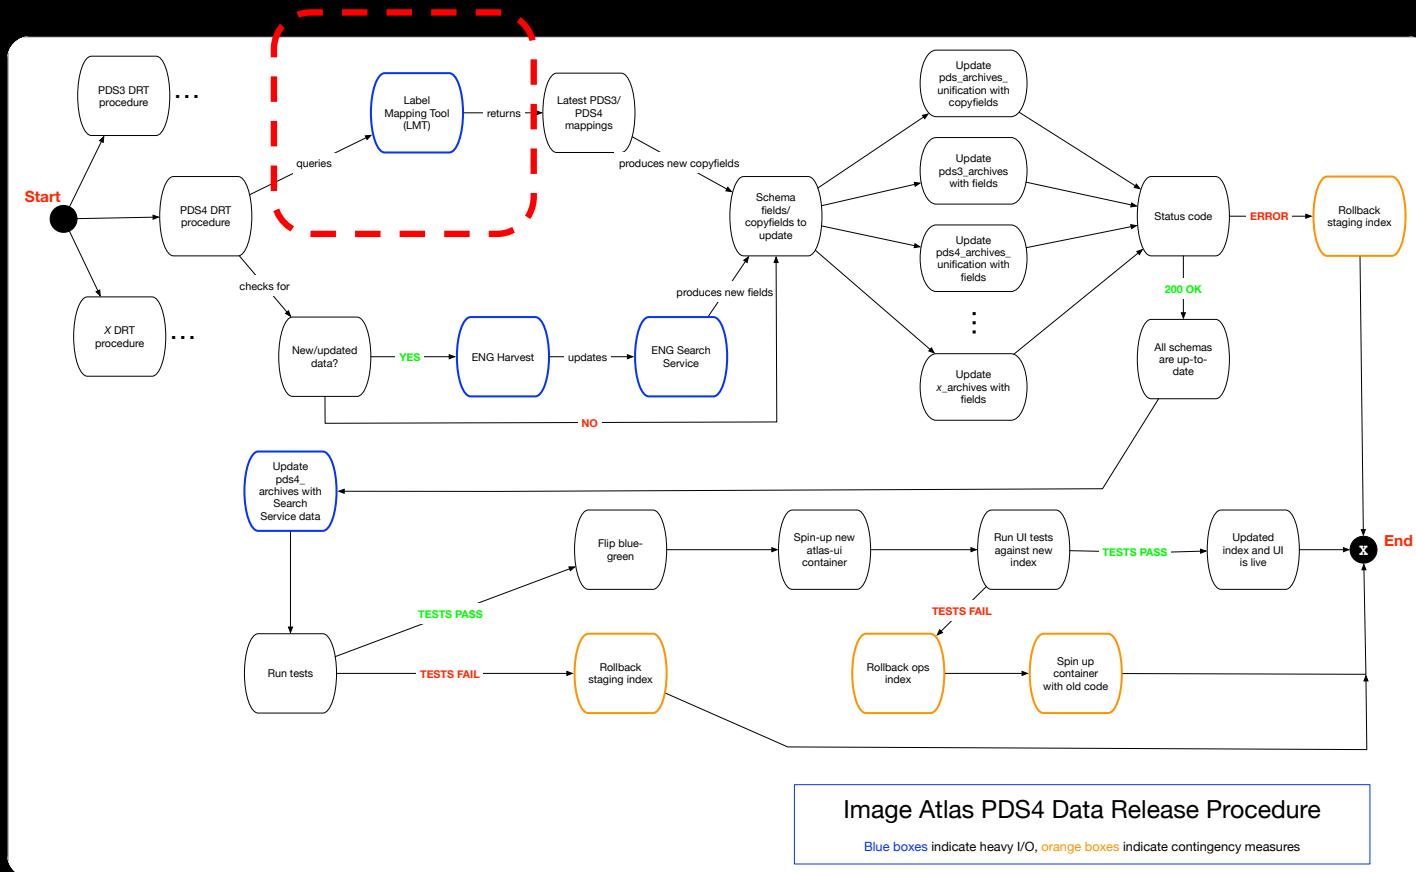 Start
PDS3 DRT
procedure
...
PDS4 DRT
procedure
X DRT
procedure
...
queries
Label
Mapping Tool
(LMT)
returns
Latest PDS3/
PDS4
mappings
produces new copyfields
checks for
New/updated
data?
YES
ENG Harvest
updates
ENG Search
Service
produces new fields
NO
Schema
fields/
copyfields to
update
Update
pds_archives_
unification with
copyfields
Update
pds3_archives
with fields
Update
pds4_archives_
unification with
fields
Update
x_archives with
fields
Status code
ERROR
Rollback
staging index
200 OK
All schemas
are up-to-
date
Update
pds4_
archives with
Search
Service data
Run tests
TESTS PASS
Flip blue-
green
Spin-up new
atlas-ui
container
Run UI tests
against new
index
TESTS PASS
Updated
index and UI
is live
X
End
TESTS FAIL
Rollback
staging index
TESTS FAIL
Rollback ops
index
Spin up
container
with old code
Image Atlas PDS4 Data Release Procedure
Blue boxes indicate heavy I/O, orange boxes indicate contingency measures